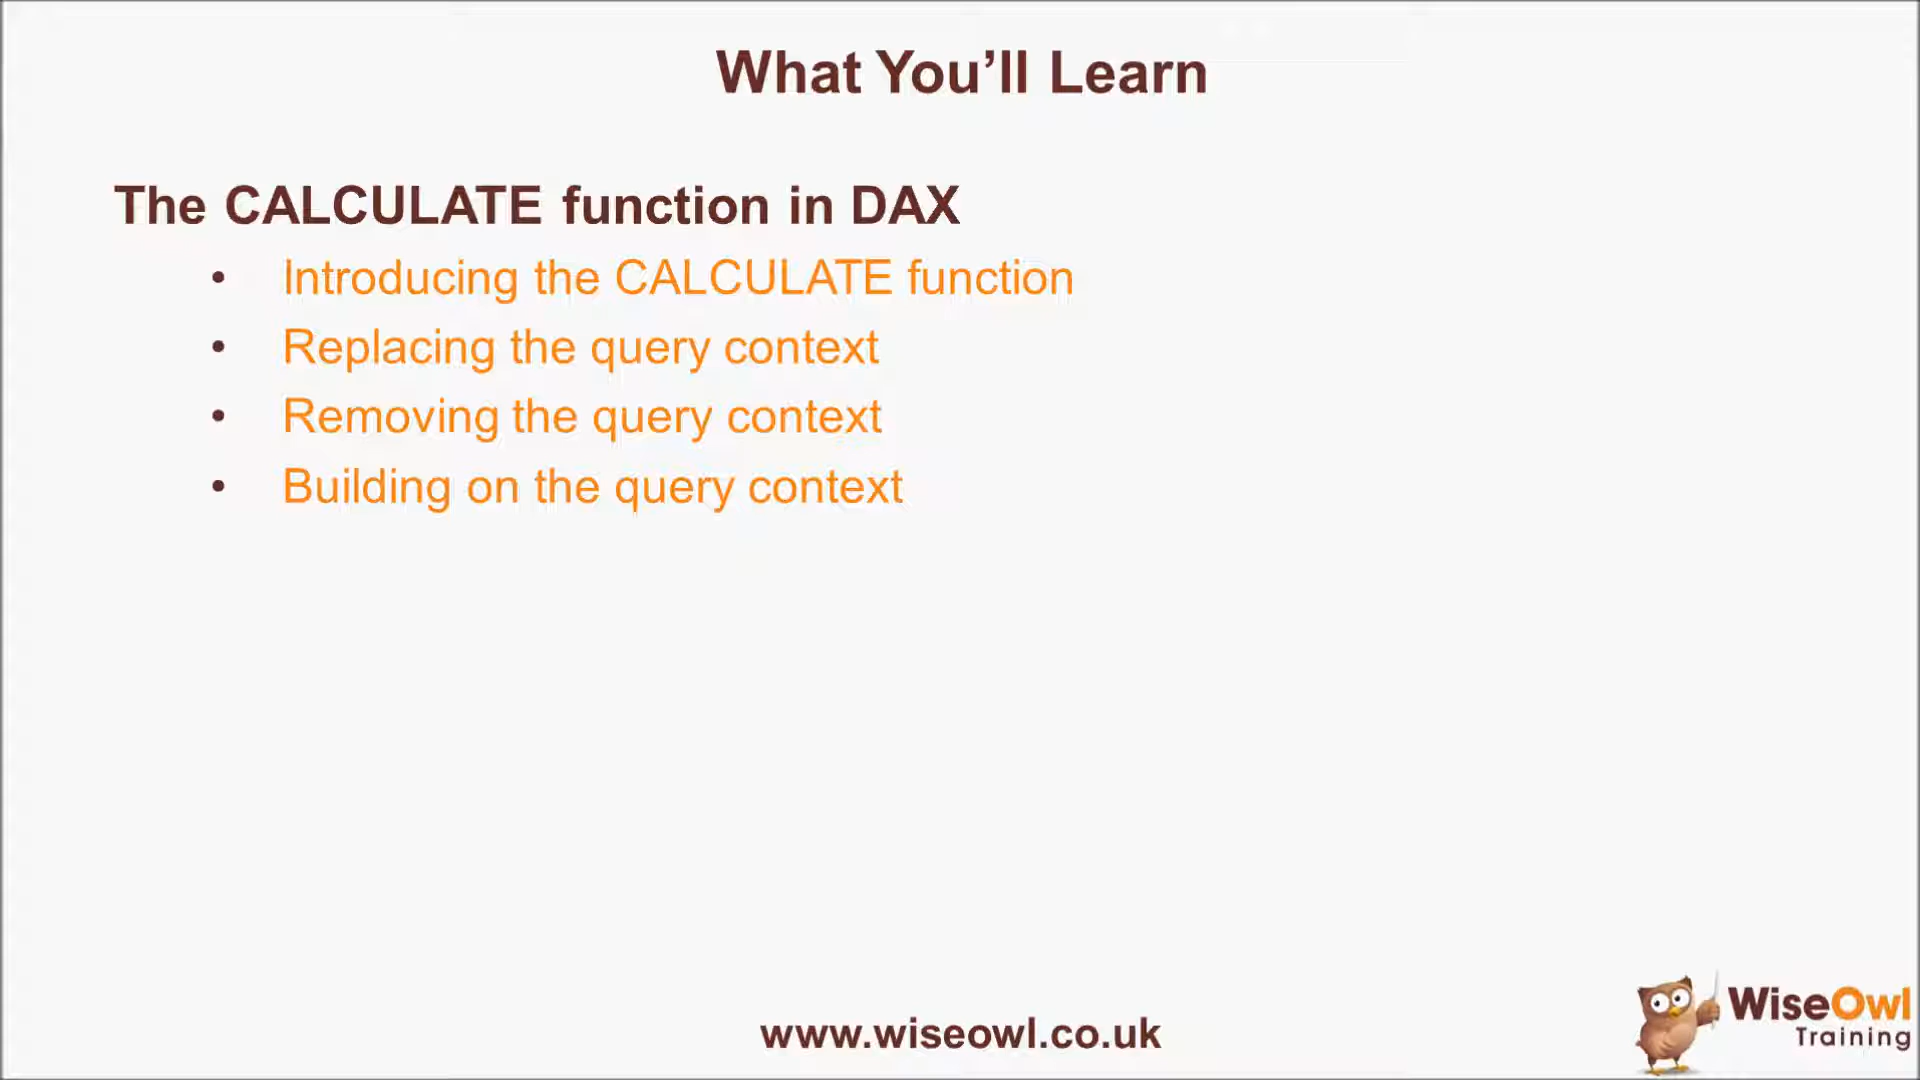 What You’ll Learn
The CALCULATE function in DAX
• Introducing the CALCULATE function
• Replacing the query context
• Removing the query context
• Building on the query context
www.wiseowl.co.uk
WiseOwl
Training